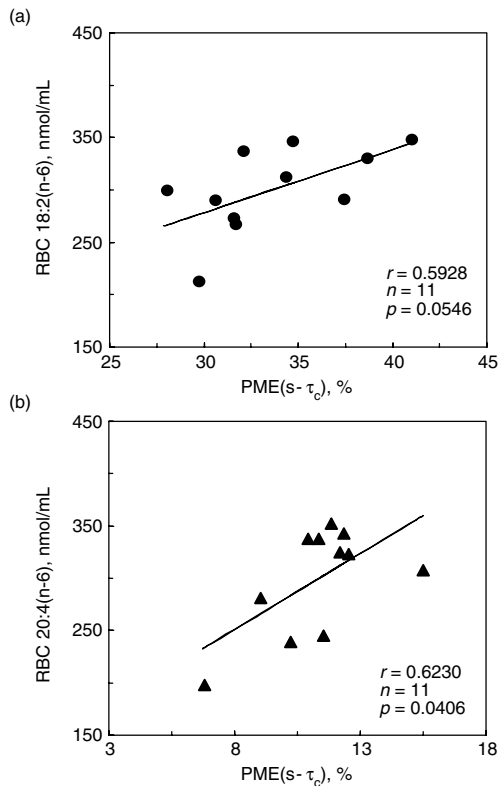 (a)
450
350
250
150
RBC 18:2(n-6), nmol/mL
r = 0.5928
n = 11
p = 0.0546
25 30 35 40 45
PME(s- τc), %
(b)
450
350
250
150
RBC 20:4(n-6), nmol/mL
r = 0.6230
n = 11
p = 0.0406
3 8 13 18
PME(s- τc), %